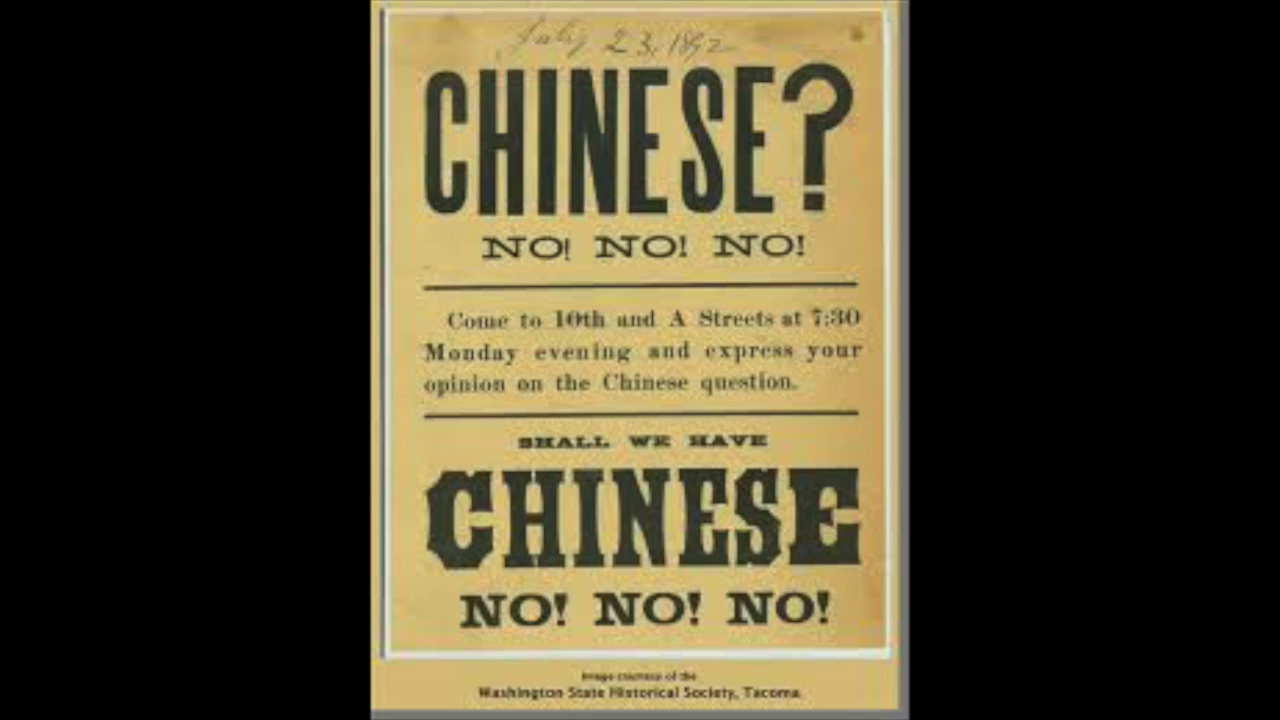 July 23, 1892
CHINESE?
NO! NO! NO!
Come to 10th and A Streets at 7:30
Monday evening and express your
opinion on the Chinese question.
SHALL WE HAVE
CHINESE
NO! NO! NO!
Image courtesy of the
Washington State Historical Society, Tacoma